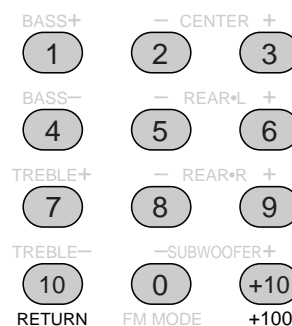 BASS+ − CENTER +
1 2 3
BASS− − REAR•L +
4 5 6
TREBLE+ − REAR•R +
7 8 9
TREBLE− −SUBWOOFER+
10 0 +10
RETURN FM MODE +100